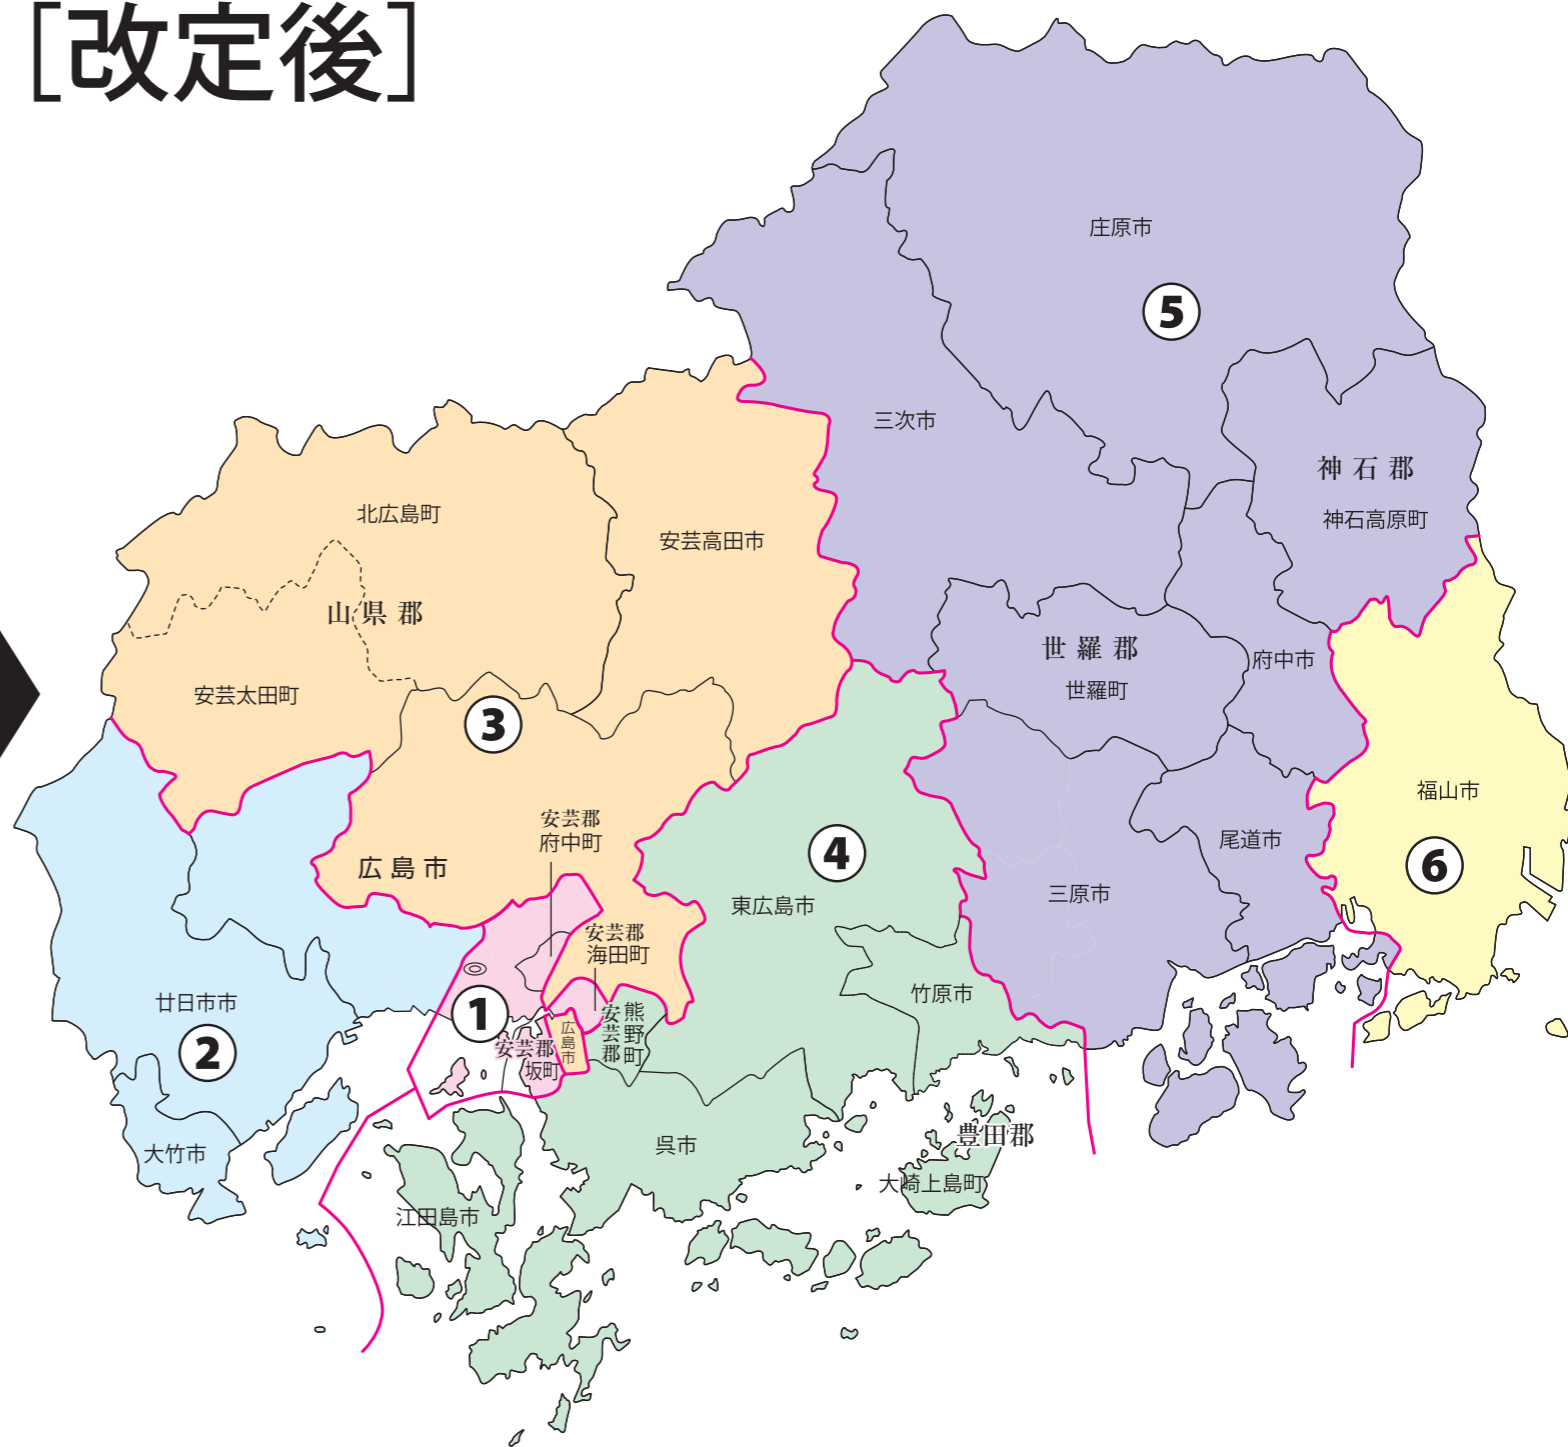 [改定後]
庄原市
5
三次市
神石郡
神石高原町
北広島町
安芸高田市
山県郡
世羅郡
府中市
世羅町
安芸太田町
3
福山市
安芸郡
府中町
尾道市
4
6
広島市
三原市
東広島市
安芸郡
海田町
竹原市
廿日市市
1
2
安芸郡
熊野町
広島市
安芸郡
坂町
豊田郡
呉市
大竹市
大崎上島町
江田島市